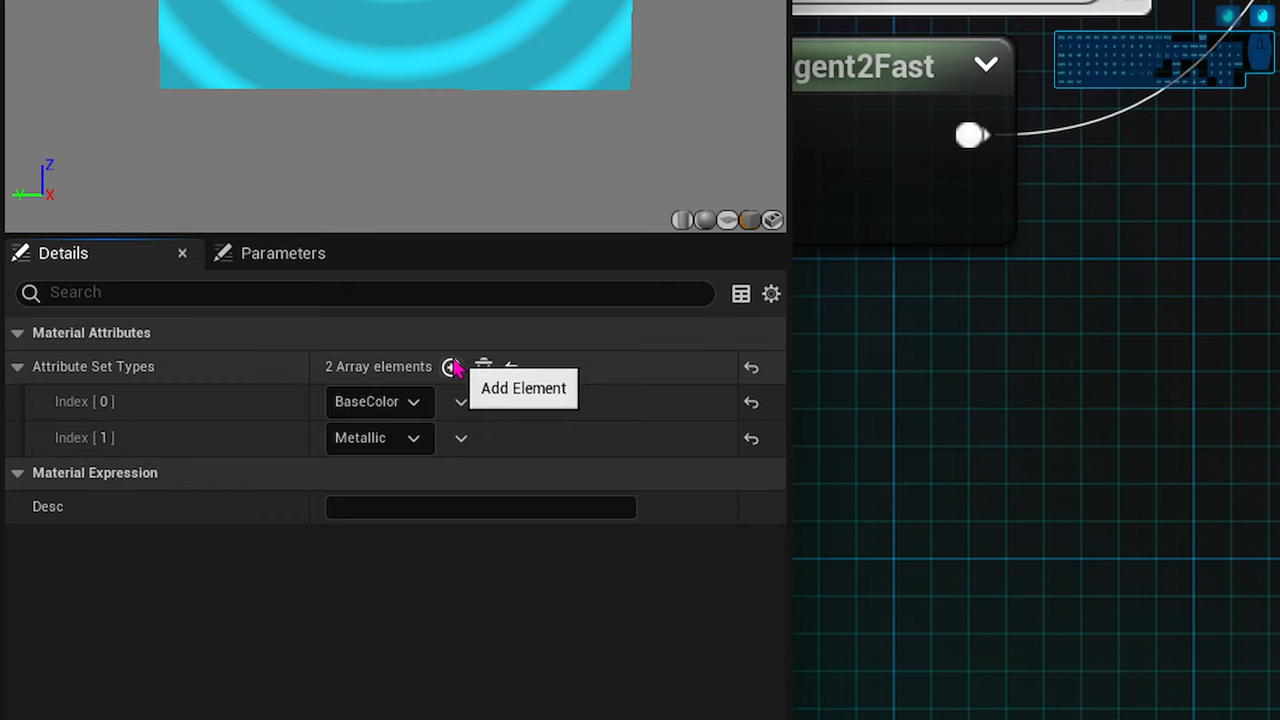 gent2Fast
Z
Y
X
Details
Parameters
Search
Material Attributes
Attribute Set Types
2 Array elements
Add Element
Index [ 0 ]
BaseColor
Index [ 1 ]
Metallic
Material Expression
Desc